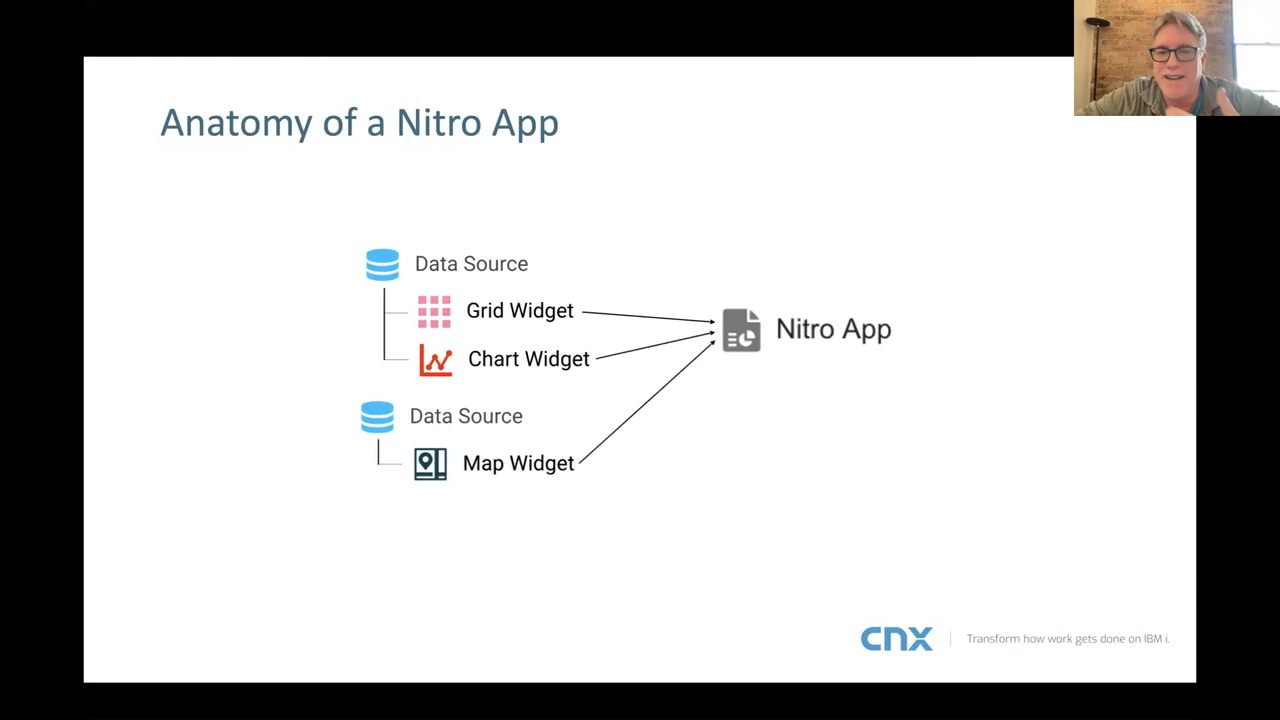 Anatomy of a Nitro App
Data Source
Grid Widget
Chart Widget
Data Source
Map Widget
Nitro App
cnx
Transform how work gets done on IBM i.